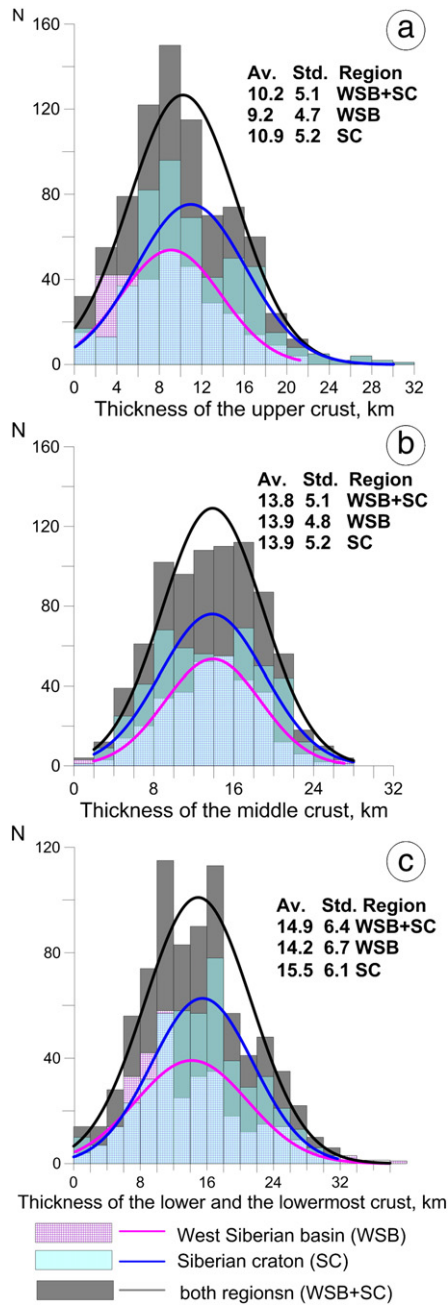 N
a
160
120
80
40
0
Av. Std. Region
10.2 5.1 WSB+SC
9.2 4.7 WSB
10.9 5.2 SC
0 4 8 12 16 20 24 28 32
Thickness of the upper crust, km
N
b
160
120
80
40
0
Av. Std. Region
13.8 5.1 WSB+SC
13.9 4.8 WSB
13.9 5.2 SC
0 8 16 24 32
Thickness of the middle crust, km
N
c
120
80
40
0
Av. Std. Region
14.9 6.4 WSB+SC
14.2 6.7 WSB
15.5 6.1 SC
0 8 16 24 32
Thickness of the lower and the lowermost crust, km
West Siberian basin (WSB)
Siberian craton (SC)
both regionsn (WSB+SC)